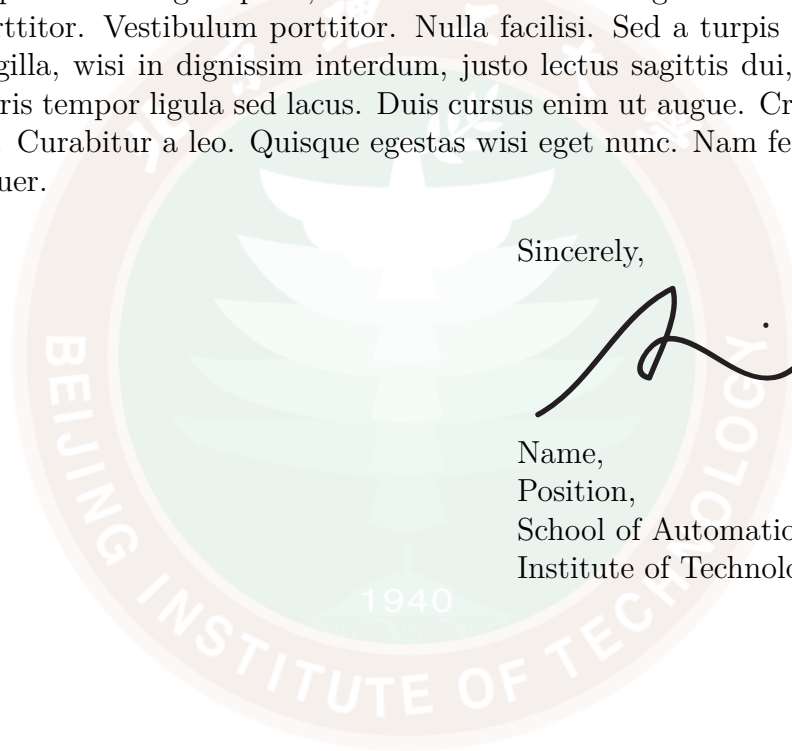 rttitor. Vestibulum porttitor. Nulla facilisi. Sed a turpis
gilla, wisi in dignissim interdum, justo lectus sagittis dui,
ris tempor ligula sed lacus. Duis cursus enim ut augue. Cr
. Curabitur a leo. Quisque egestas wisi eget nunc. Nam fe
uer.
Sincerely,
Name,
Position,
School of Automatio
Institute of Technolo
1940
BEIJING INSTITUTE OF TECHNOLOGY